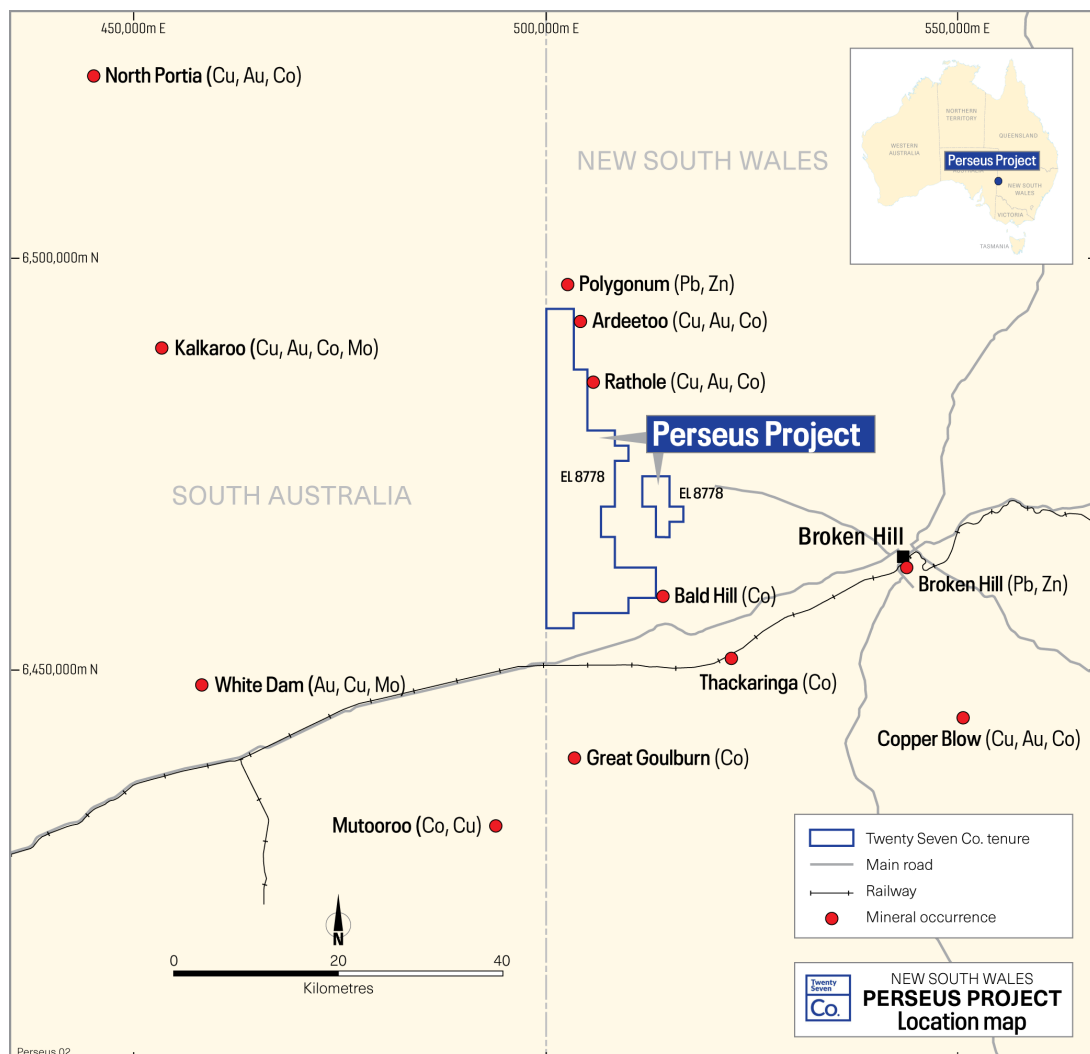 450,000m E
500,000m E
550,000m E
North Portia (Cu, Au, Co)
NEW SOUTH WALES
NORTHERN
TERRITORY
QUEENSLAND
WESTERN
AUSTRALIA
Perseus Project
NEW SOUTH
WALES
VICTORIA
TASMANIA
6,500,000m N
Polygonum (Pb, Zn)
Ardeetoo (Cu, Au, Co)
Kalkaroo (Cu, Au, Co, Mo)
Rathole (Cu, Au, Co)
Perseus Project
EL 8778
EL 8778
SOUTH AUSTRALIA
Broken Hill
Broken Hill (Pb, Zn)
Bald Hill (Co)
6,450,000m N
White Dam (Au, Cu, Mo)
Thackaringa (Co)
Copper Blow (Cu, Au, Co)
Great Goulburn (Co)
Mutooroo (Co, Cu)
Twenty Seven Co. tenure
Main road
Railway
Mineral occurrence
N
0 20 40
Kilometres
Twenty
Seven
Co.
NEW SOUTH WALES
PERSEUS PROJECT
Location map
Perseus 02